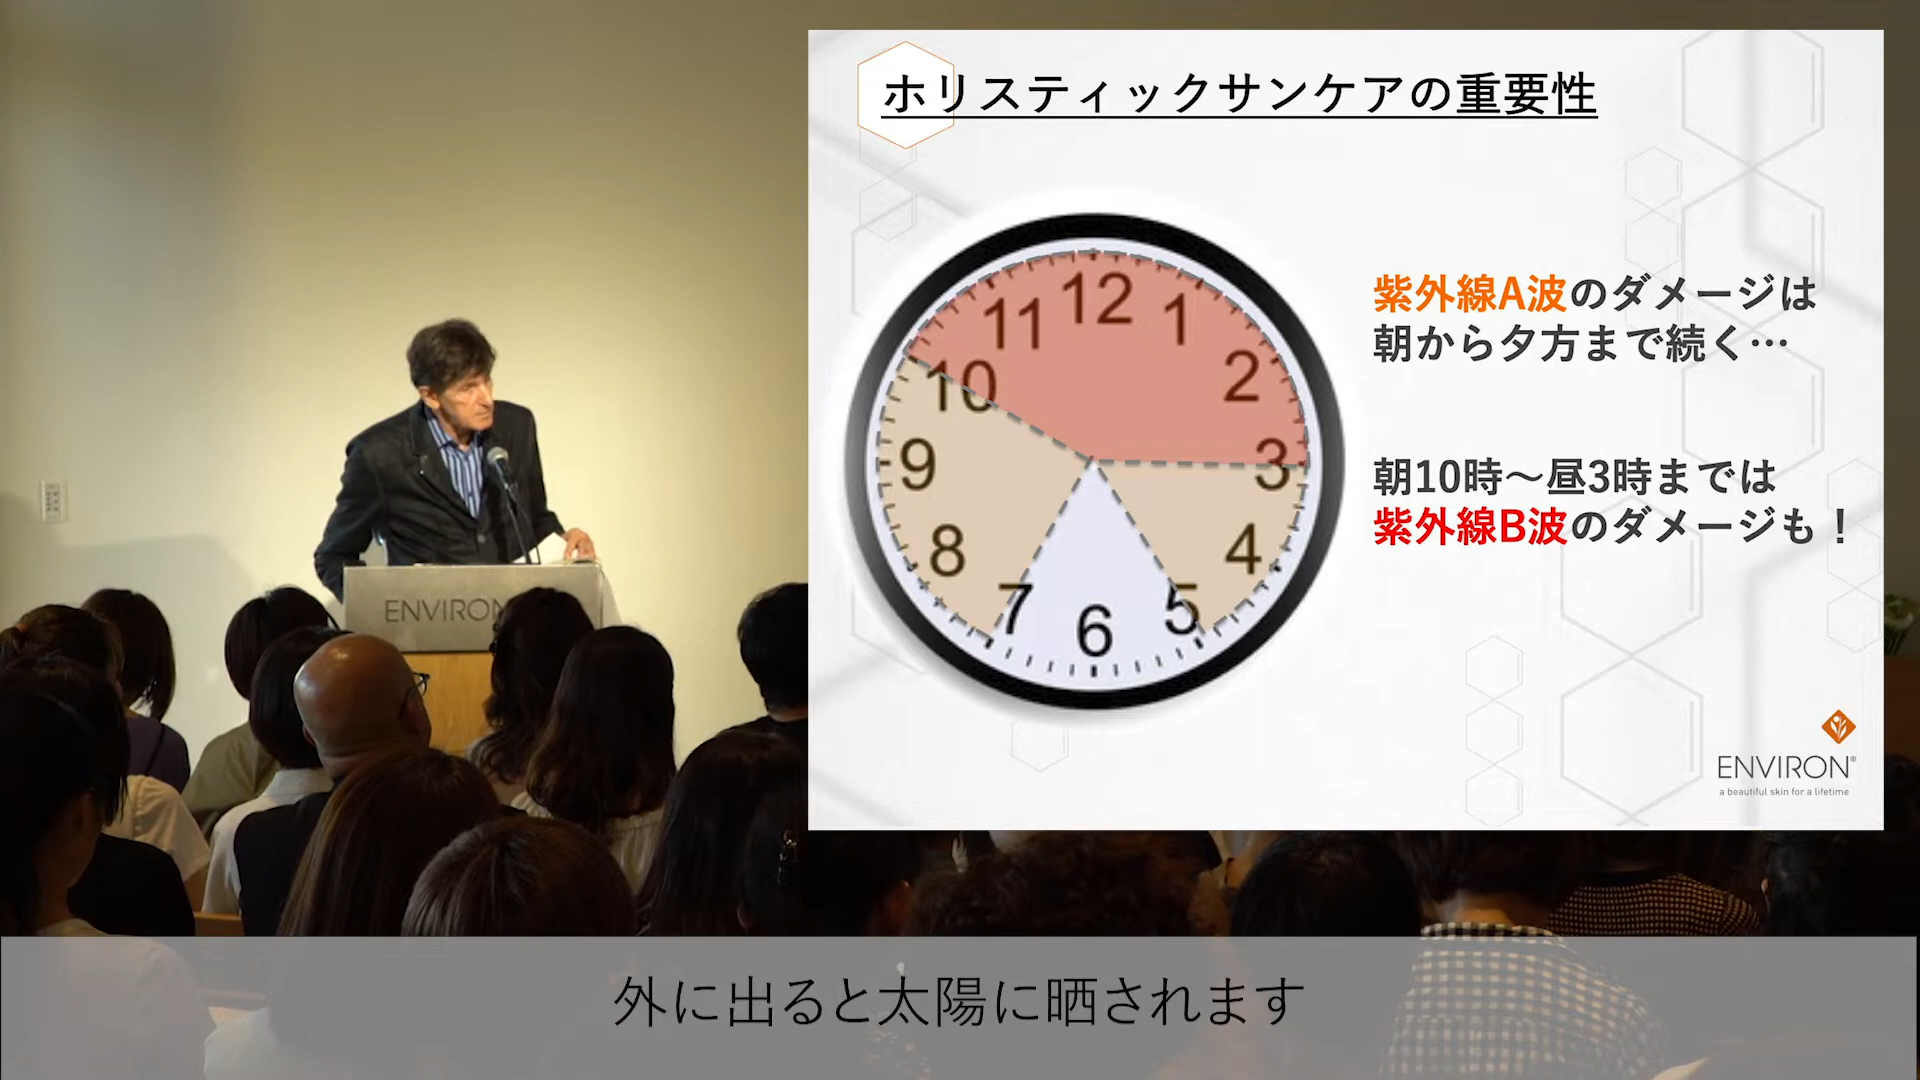 ホリスティックサンケアの重要性
12
11
1
10
2
9
3
8
4
7
6
5
紫外線A波のダメージは
朝から夕方まで続く…
朝10時～昼3時までは
紫外線B波のダメージも！
ENVIRON®
a beautiful skin for a lifetime
ENVIRON
外に出ると太陽に晒されます